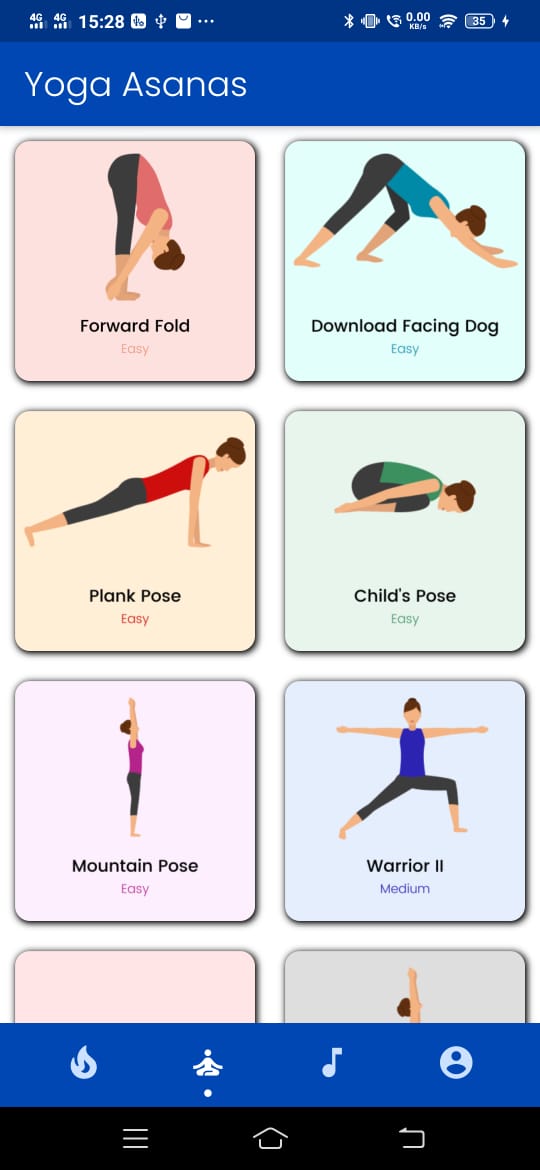 4G 4G 15:28 ··· 0.00 KB/s 35
Yoga Asanas
Forward Fold
Easy
Download Facing Dog
Easy
Plank Pose
Easy
Child's Pose
Easy
Mountain Pose
Easy
Warrior II
Medium